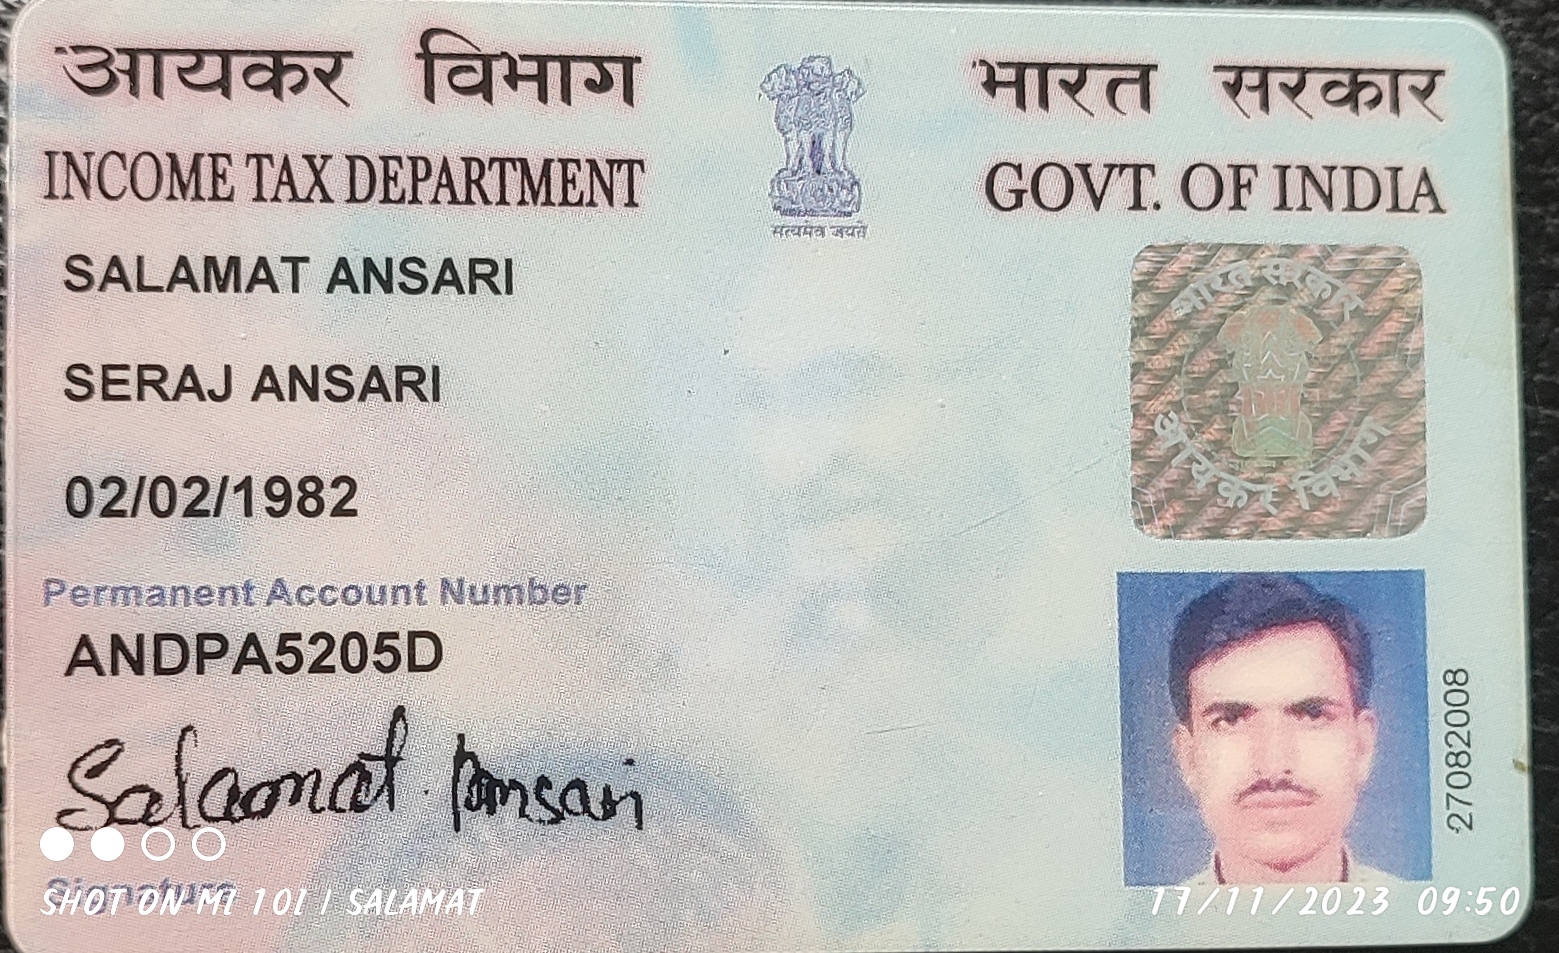 आयकर विभाग
भारत सरकार
INCOME TAX DEPARTMENT
GOVT. OF INDIA
सत्यमेव जयते
SALAMAT ANSARI
SERAJ ANSARI
02/02/1982
Permanent Account Number
ANDPA5205D
Salamat Ansari
Signature
भारत सरकार
आयकर विभाग
27082008
SHOT ON MI 10I | SALAMAT
17/11/2023 09:50